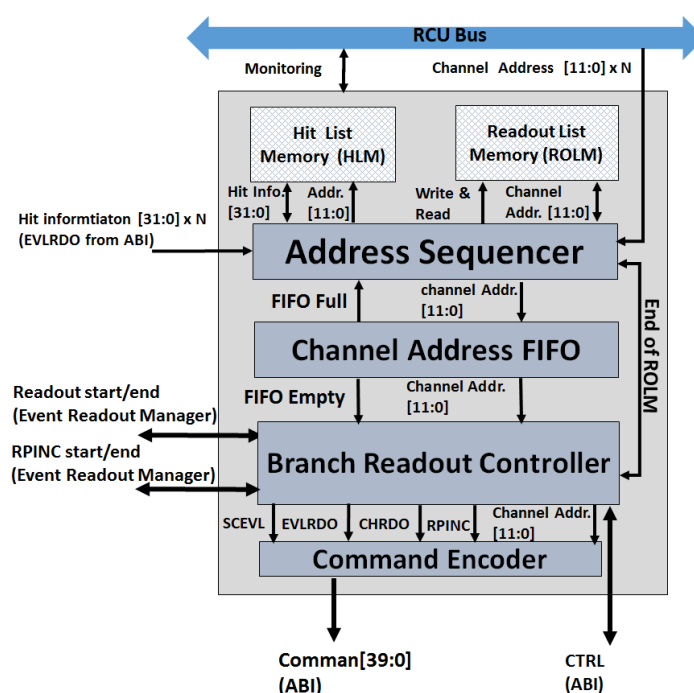 RCU Bus
Monitoring
Channel Address [11:0] x N
Hit List
Memory (HLM)
Readout List
Memory (ROLM)
Hit Info.
[31:0]
Addr.
[11:0]
Write &
Read
Channel
Addr. [11:0]
Hit informtiaton [31:0] x N
(EVLRDO from ABI)
Address Sequencer
FIFO Full
channel Addr.
[11:0]
End of ROLM
Channel Address FIFO
FIFO Empty
Channel Addr.
[11:0]
Readout start/end
(Event Readout Manager)
RPINC start/end
(Event Readout Manager)
Branch Readout Controller
SCEVL
EVLRDO
CHRDO
RPINC
Channel Addr.
[11:0]
Command Encoder
Comman[39:0]
(ABI)
CTRL
(ABI)